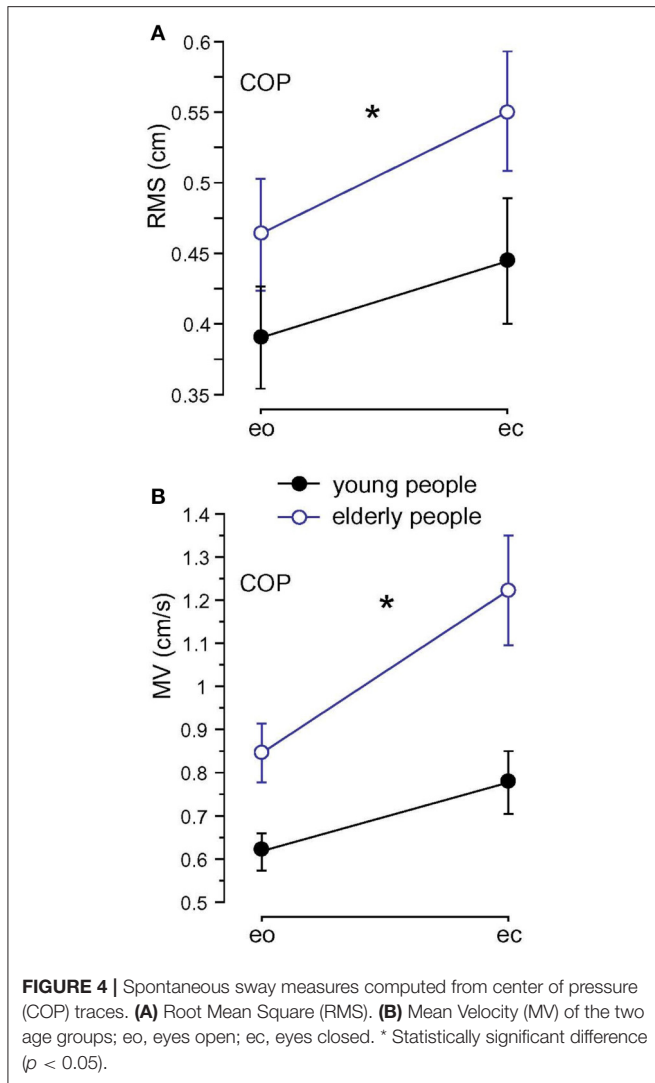 A
COP
*
RMS (cm)
0.6
0.55
0.5
0.45
0.4
0.35
eo
ec
B
young people
elderly people
COP
*
MV (cm/s)
1.4
1.3
1.2
1.1
1
0.9
0.8
0.7
0.6
0.5
eo
ec
FIGURE 4 | Spontaneous sway measures computed from center of pressure
(COP) traces. (A) Root Mean Square (RMS). (B) Mean Velocity (MV) of the two
age groups; eo, eyes open; ec, eyes closed. * Statistically significant difference
(p < 0.05).